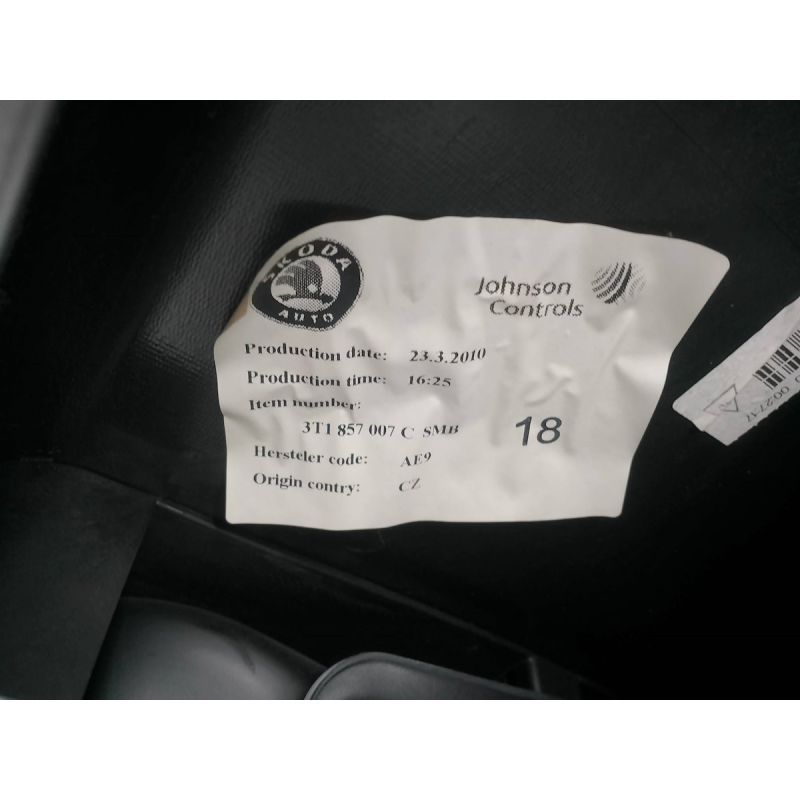 SKODA
AUTO
Johnson
Controls
Production date: 23.3.2010
Production time: 16:25
Item number:
3T1 857 007 C SMB
18
Hersteler code: AE9
Origin contry: CZ